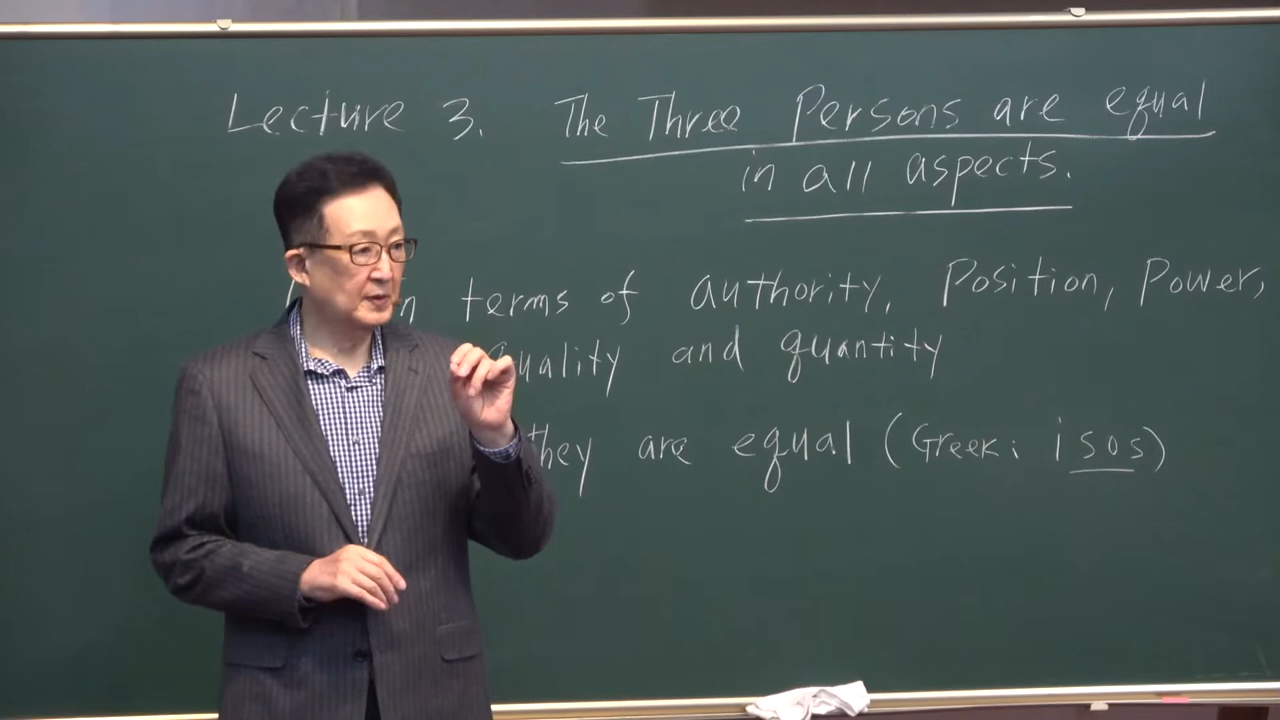 Lecture 3. The Three Persons are equal
in all aspects.
n terms of authority, Position, Power,
quality and quantity
they are equal (Greek: isos)